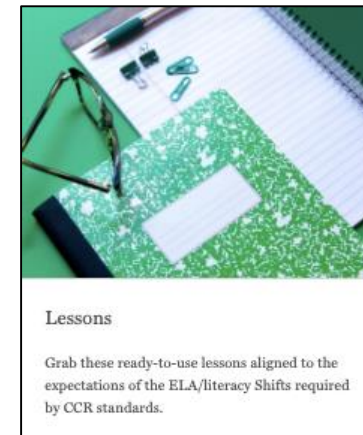 Lessons
Grab these ready-to-use lessons aligned to the
expectations of the ELA/literacy Shifts required
by CCR standards.